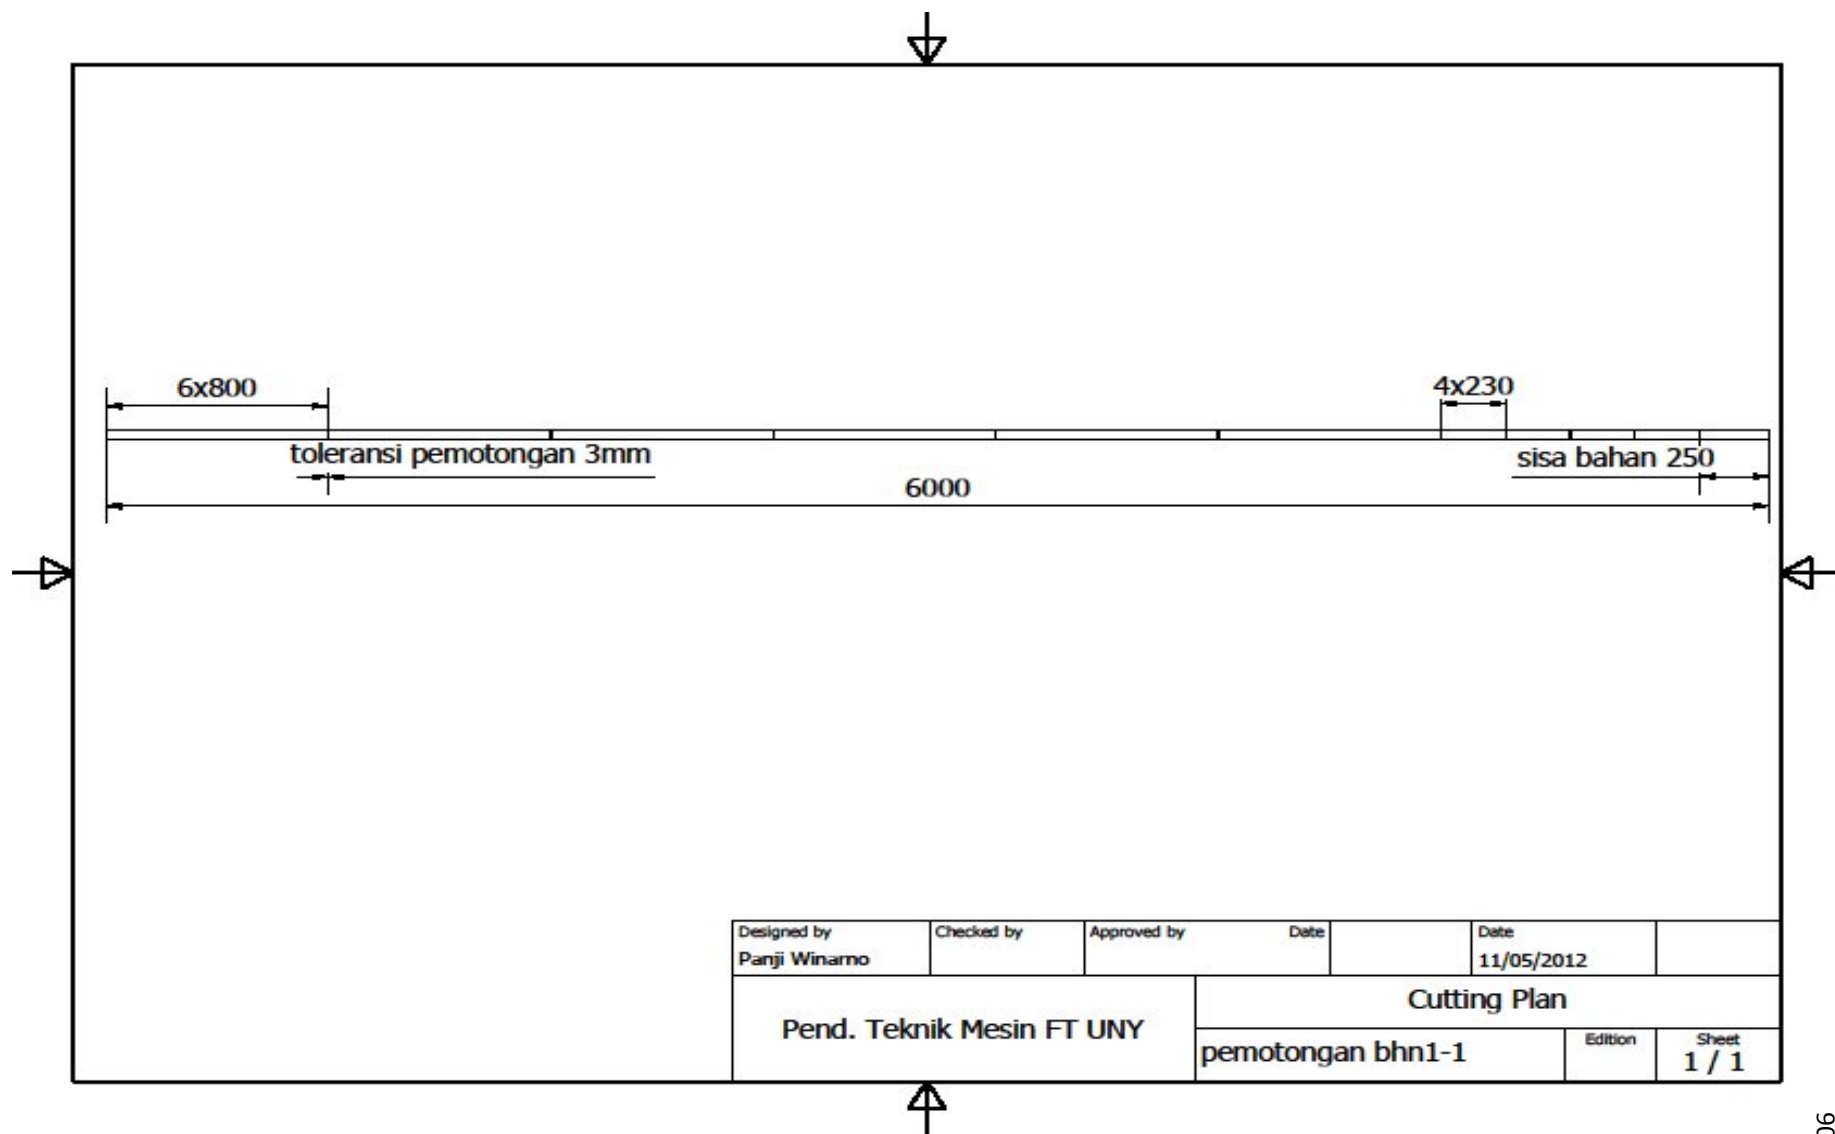 6x800
4x230
toleransi pemotongan 3mm
sisa bahan 250
6000
Designed by
Panji Winarno
Checked by
Approved by
Date
Date
11/05/2012
Pend. Teknik Mesin FT UNY
Cutting Plan
pemotongan bhn1-1
Edition
Sheet
1 / 1